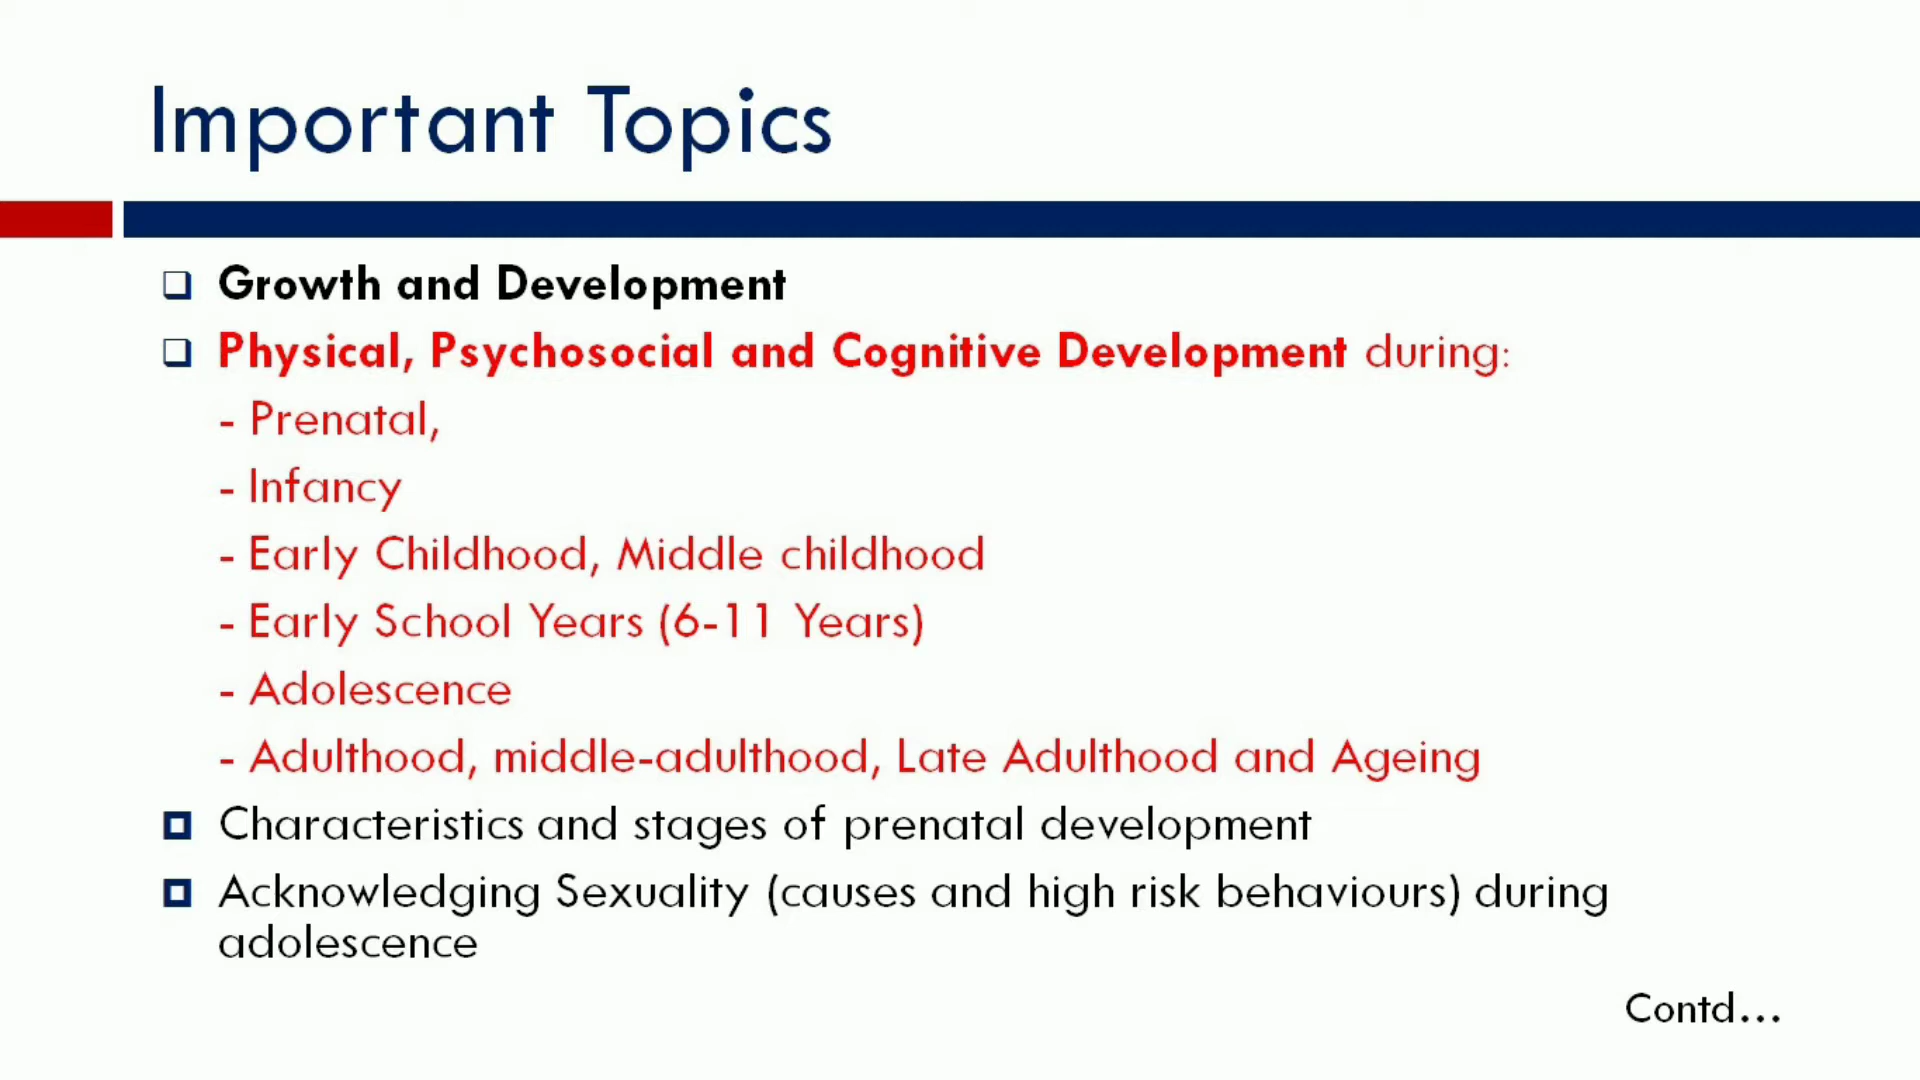 Important Topics
Growth and Development
Physical, Psychosocial and Cognitive Development during:
- Prenatal,
- Infancy
- Early Childhood, Middle childhood
- Early School Years (6-11 Years)
- Adolescence
- Adulthood, middle-adulthood, Late Adulthood and Ageing
Characteristics and stages of prenatal development
Acknowledging Sexuality (causes and high risk behaviours) during
adolescence
Contd...